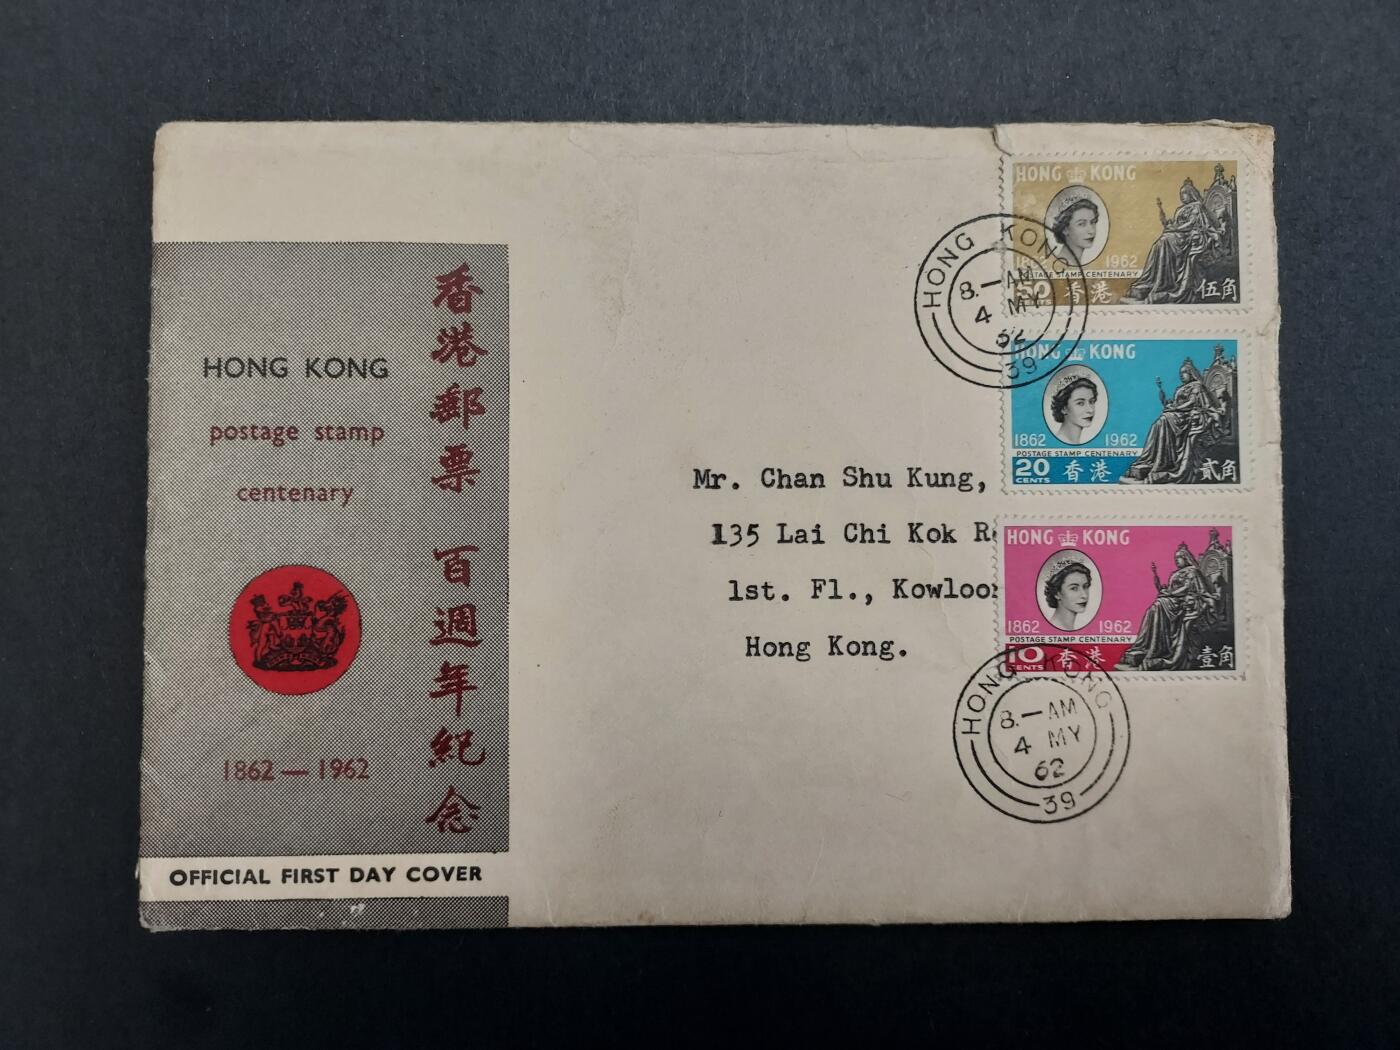 HONG KONG
postage stamp
centenary
1862 — 1962
香港郵票百週年紀念
OFFICIAL FIRST DAY COVER
Mr. Chan Shu Kung,
135 Lai Chi Kok
1st. Fl., Kowloon
Hong Kong.
HONG KONG
1862 1962
POSTAGE STAMP CENTENARY
50 CENTS 香港 伍角
HONG KONG
8.—AM
4 MY
62
39
HONG KONG
1862 1962
POSTAGE STAMP CENTENARY
20 CENTS 香港 貳角
HONG KONG
1862 1962
POSTAGE STAMP CENTENARY
10 CENTS 香港 壹角
HONG KONG
8.—AM
4 MY
62
39